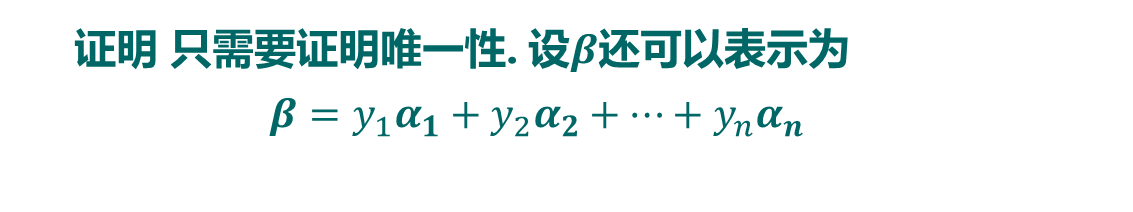 证明 只需要证明唯一性. 设β还可以表示为
β = y₁α₁ + y₂α₂ + ⋯ + yₙαₙ